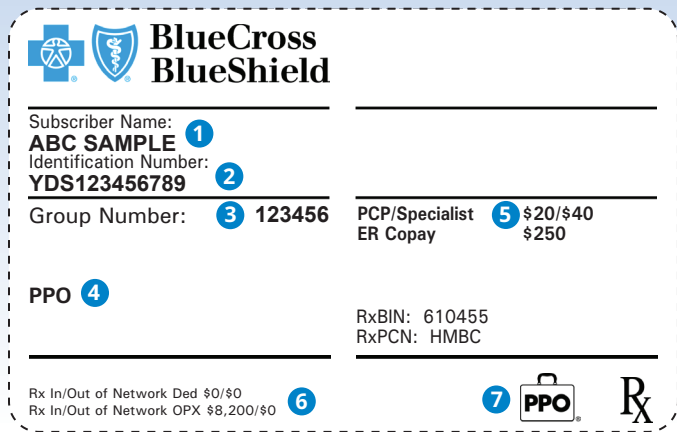 BlueCross
BlueShield
Subscriber Name:
ABC SAMPLE 1
Identification Number:
YDS123456789 2
Group Number: 3 123456
PCP/Specialist 5 $20/$40
ER Copay $250
PPO 4
RxBIN: 610455
RxPCN: HMBC
Rx In/Out of Network Ded $0/$0
Rx In/Out of Network OPX $8,200/$0 6
7 PPO ®
Rx